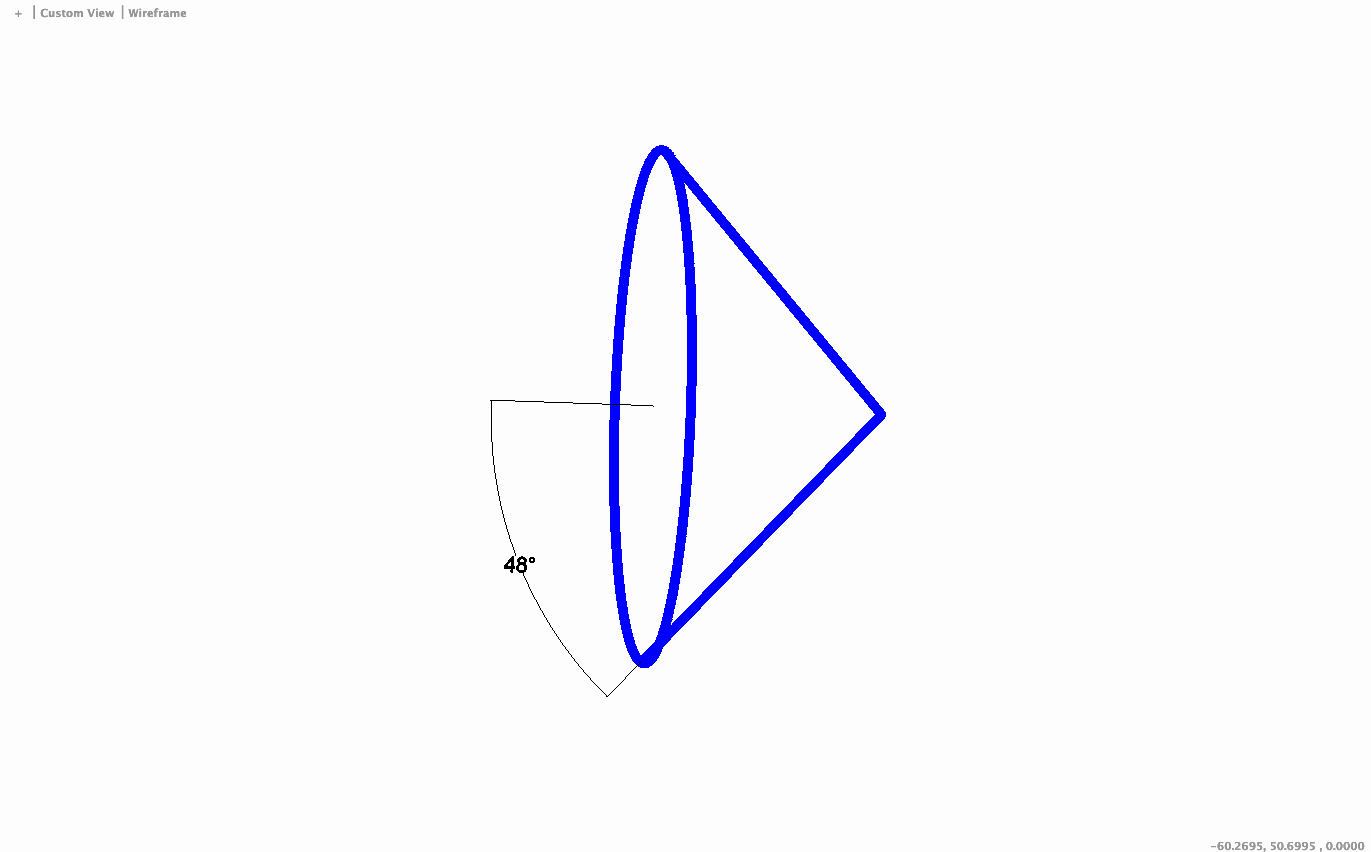 + | Custom View | Wireframe
48°
-60.2695, 50.6995 , 0.0000